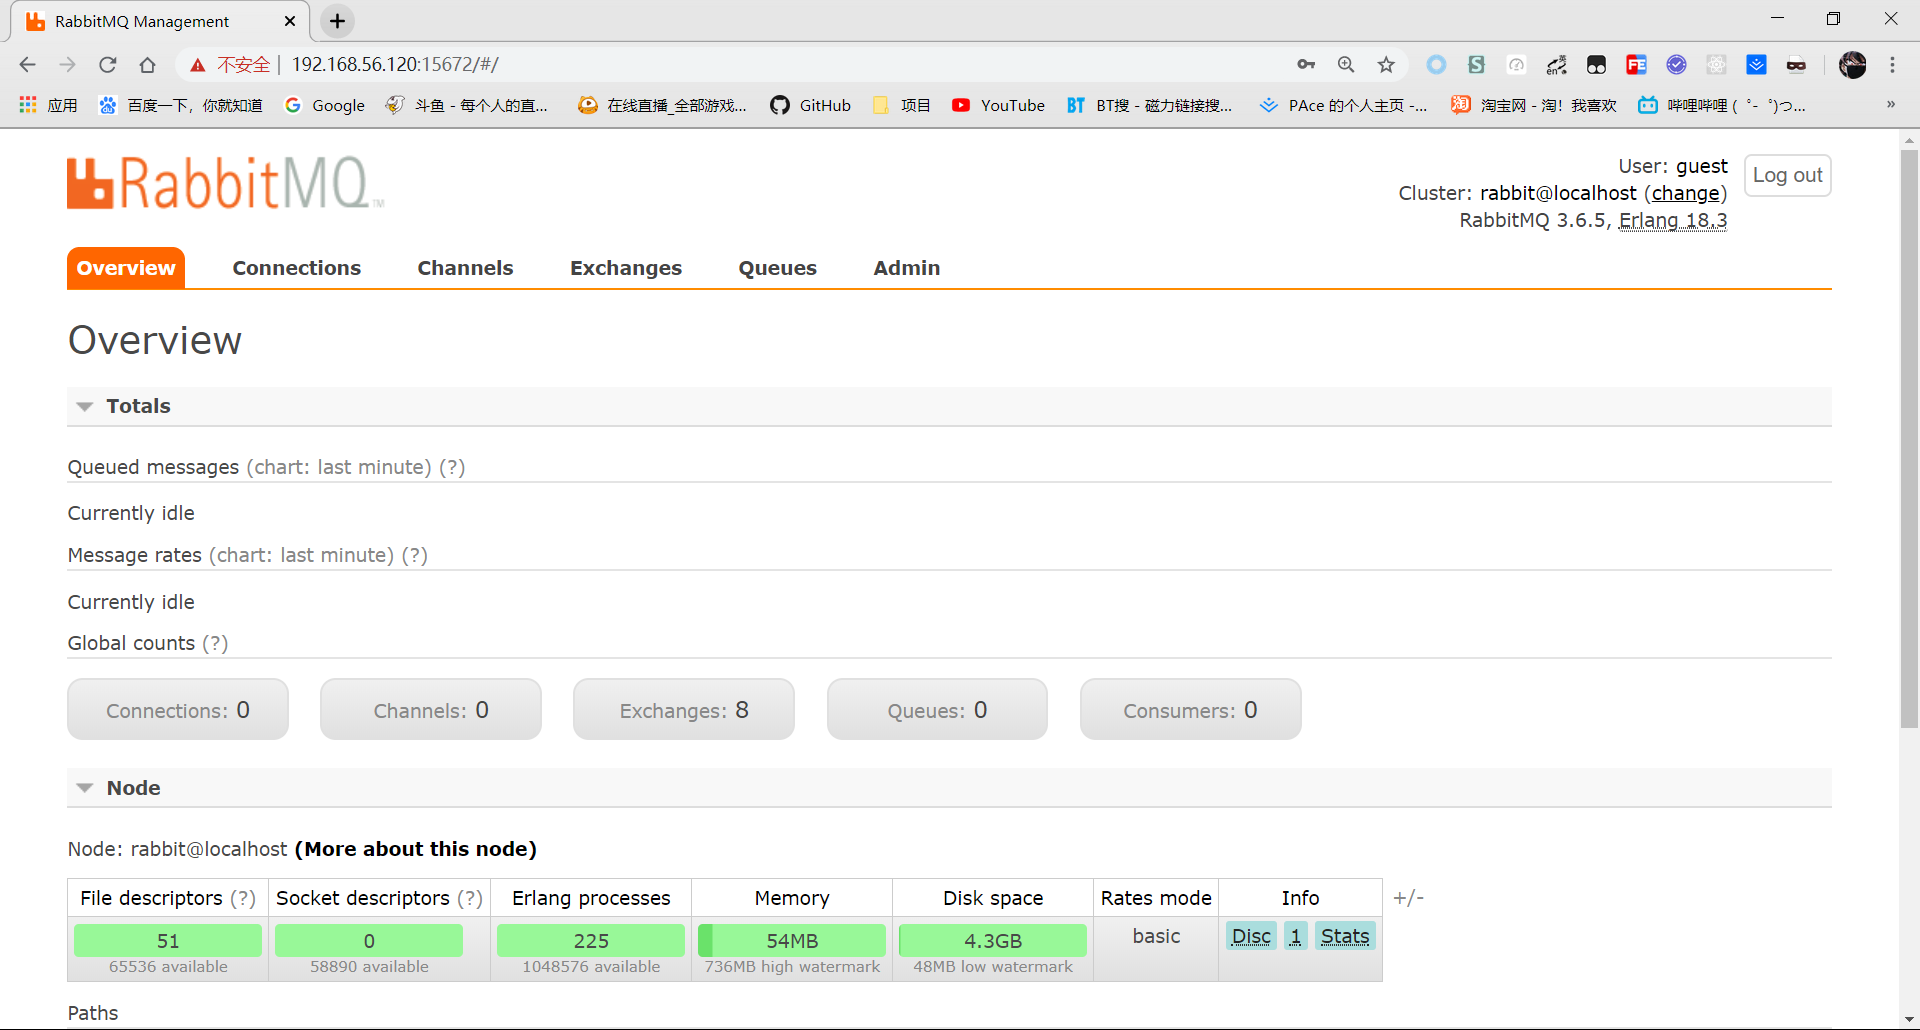 RabbitMQ Management
不安全 | 192.168.56.120:15672/#/
应用 百度一下，你就知道 Google 斗鱼 - 每个人的直... 在线直播_全部游戏... GitHub 项目 YouTube BT搜 - 磁力链接搜... PAce 的个人主页 -... 淘宝网 - 淘！我喜欢 哔哩哔哩 ( ゜- ゜)つ... »
RabbitMQ™
User: guest
Log out
Cluster: rabbit@localhost (change)
RabbitMQ 3.6.5, Erlang 18.3
Overview Connections Channels Exchanges Queues Admin
Overview
Totals
Queued messages (chart: last minute) (?)
Currently idle
Message rates (chart: last minute) (?)
Currently idle
Global counts (?)
Connections: 0 Channels: 0 Exchanges: 8 Queues: 0 Consumers: 0
Node
Node: rabbit@localhost (More about this node)
File descriptors (?) Socket descriptors (?) Erlang processes Memory Disk space Rates mode Info +/-
51 0 225 54MB 4.3GB basic Disc 1 Stats
65536 available 58890 available 1048576 available 736MB high watermark 48MB low watermark
Paths